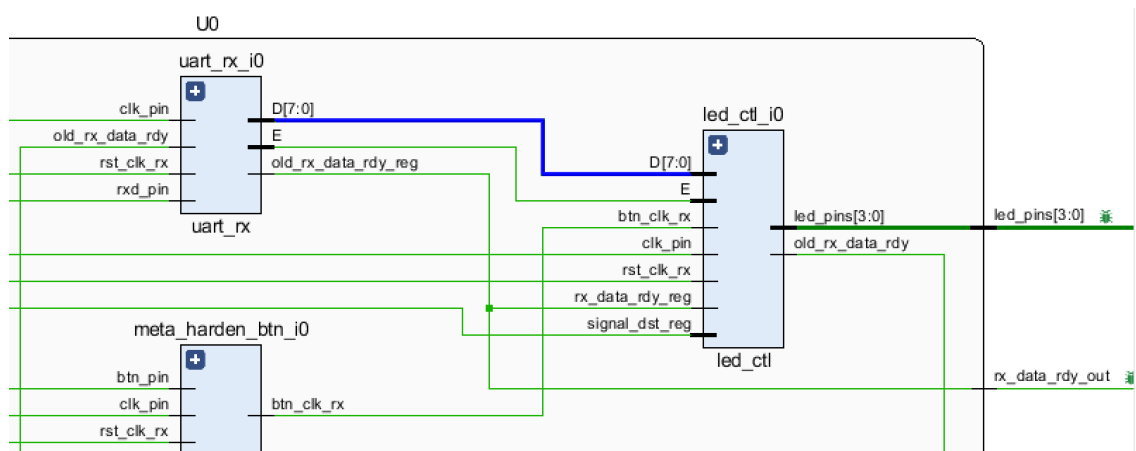 U0
uart_rx_i0
clk_pin
old_rx_data_rdy
rst_clk_rx
rxd_pin
D[7:0]
E
old_rx_data_rdy_reg
uart_rx
led_ctl_i0
D[7:0]
E
btn_clk_rx
clk_pin
rst_clk_rx
rx_data_rdy_reg
signal_dst_reg
led_pins[3:0]
old_rx_data_rdy
led_ctl
led_pins[3:0]
rx_data_rdy_out
meta_harden_btn_i0
btn_pin
clk_pin
rst_clk_rx
btn_clk_rx